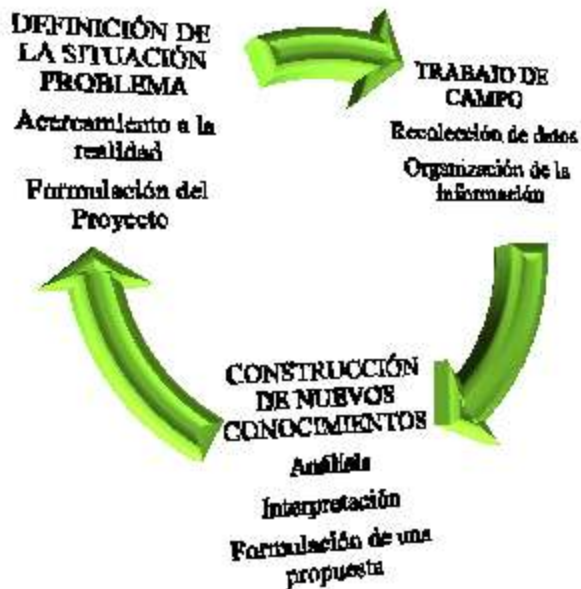 DEFINICIÓN DE
LA SITUACIÓN
PROBLEMA
Acercamiento a la
realidad
Formulación del
Proyecto
TRABAJO DE
CAMPO
Recolección de datos
Organización de la
información
CONSTRUCCIÓN
DE NUEVOS
CONOCIMIENTOS
Análisis
Interpretación
Formulación de una
propuesta